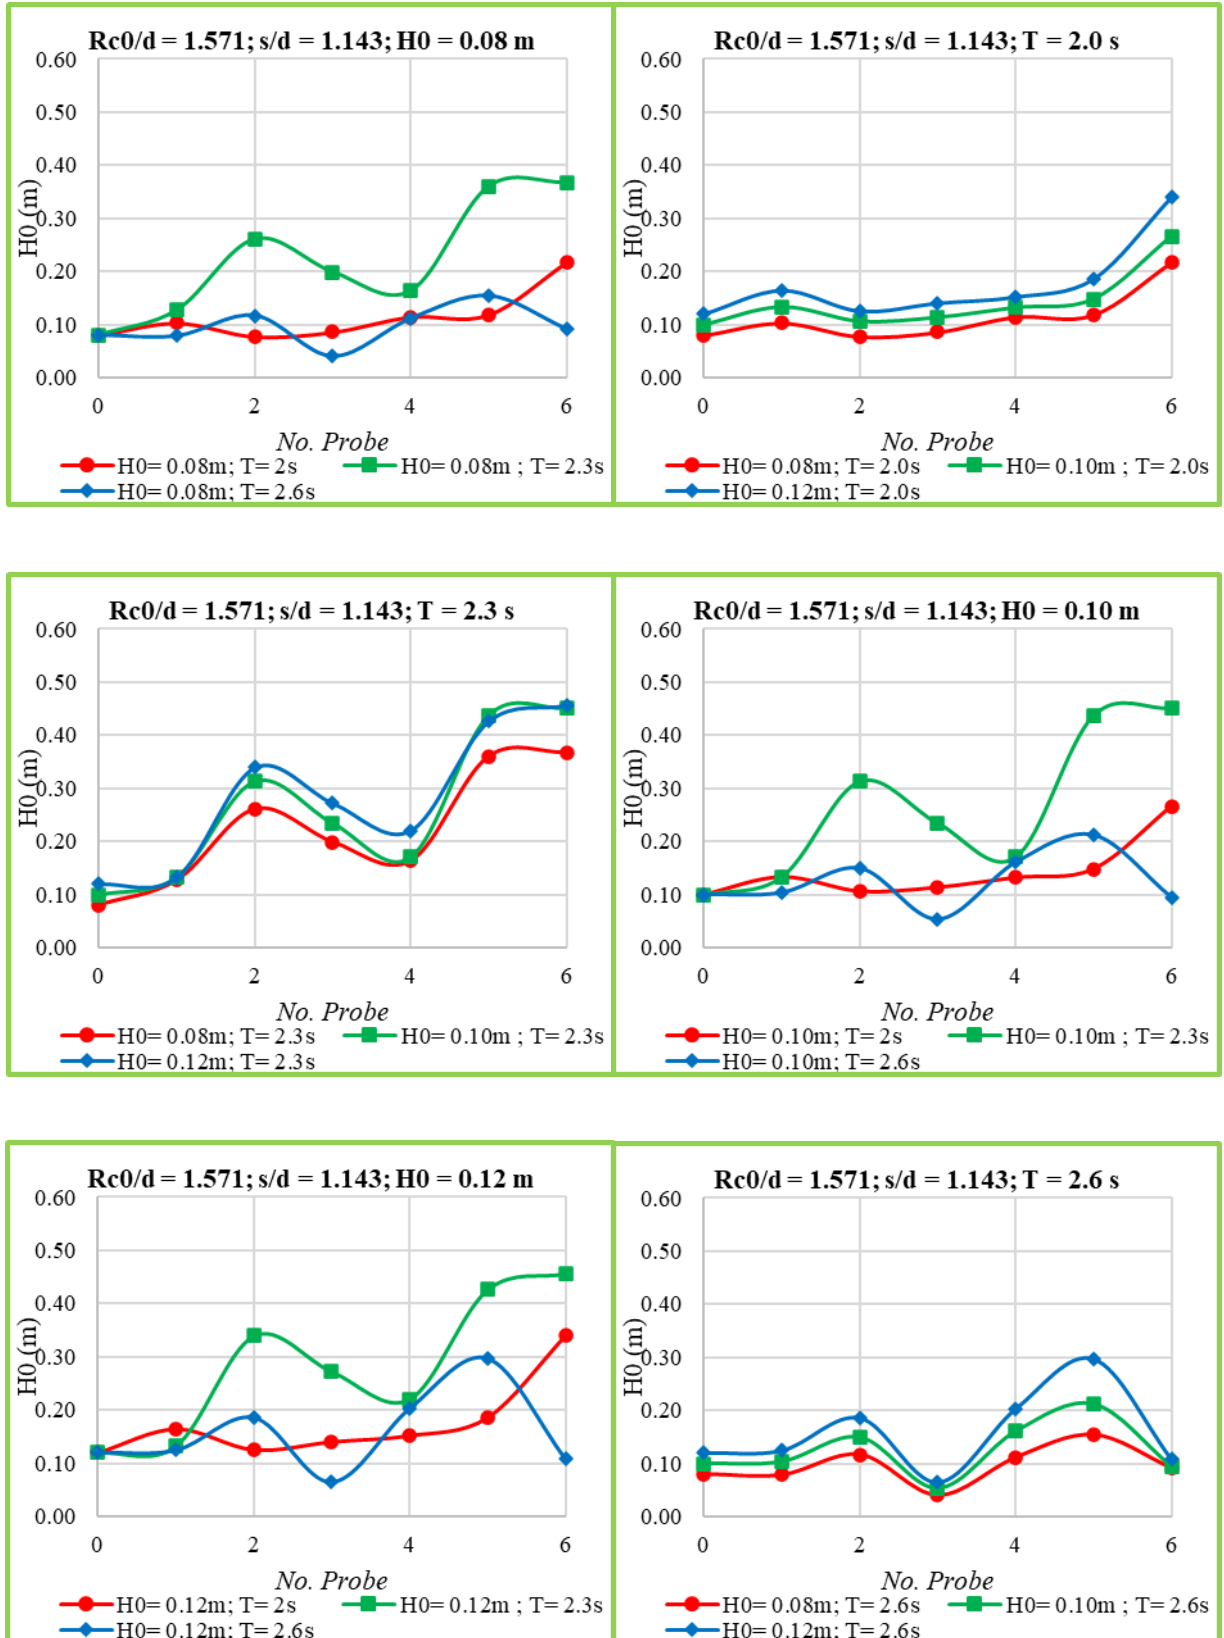 Rc0/d = 1.571; s/d = 1.143; H0 = 0.08 m
0.60
0.50
0.40
0.30
0.20
0.10
0.00
H0 (m)
0 2 4 6
No. Probe
H0= 0.08m; T= 2s H0= 0.08m ; T= 2.3s
H0= 0.08m; T= 2.6s
Rc0/d = 1.571; s/d = 1.143; T = 2.0 s
0.60
0.50
0.40
0.30
0.20
0.10
0.00
H0 (m)
0 2 4 6
No. Probe
H0= 0.08m; T= 2.0s H0= 0.10m ; T= 2.0s
H0= 0.12m; T= 2.0s
Rc0/d = 1.571; s/d = 1.143; T = 2.3 s
0.60
0.50
0.40
0.30
0.20
0.10
0.00
H0 (m)
0 2 4 6
No. Probe
H0= 0.08m; T= 2.3s H0= 0.10m ; T= 2.3s
H0= 0.12m; T= 2.3s
Rc0/d = 1.571; s/d = 1.143; H0 = 0.10 m
0.60
0.50
0.40
0.30
0.20
0.10
0.00
H0 (m)
0 2 4 6
No. Probe
H0= 0.10m; T= 2s H0= 0.10m ; T= 2.3s
H0= 0.10m; T= 2.6s
Rc0/d = 1.571; s/d = 1.143; H0 = 0.12 m
0.60
0.50
0.40
0.30
0.20
0.10
0.00
H0 (m)
0 2 4 6
No. Probe
H0= 0.12m; T= 2s H0= 0.12m ; T= 2.3s
H0= 0.12m; T= 2.6s
Rc0/d = 1.571; s/d = 1.143; T = 2.6 s
0.60
0.50
0.40
0.30
0.20
0.10
0.00
H0 (m)
0 2 4 6
No. Probe
H0= 0.08m; T= 2.6s H0= 0.10m ; T= 2.6s
H0= 0.12m; T= 2.6s